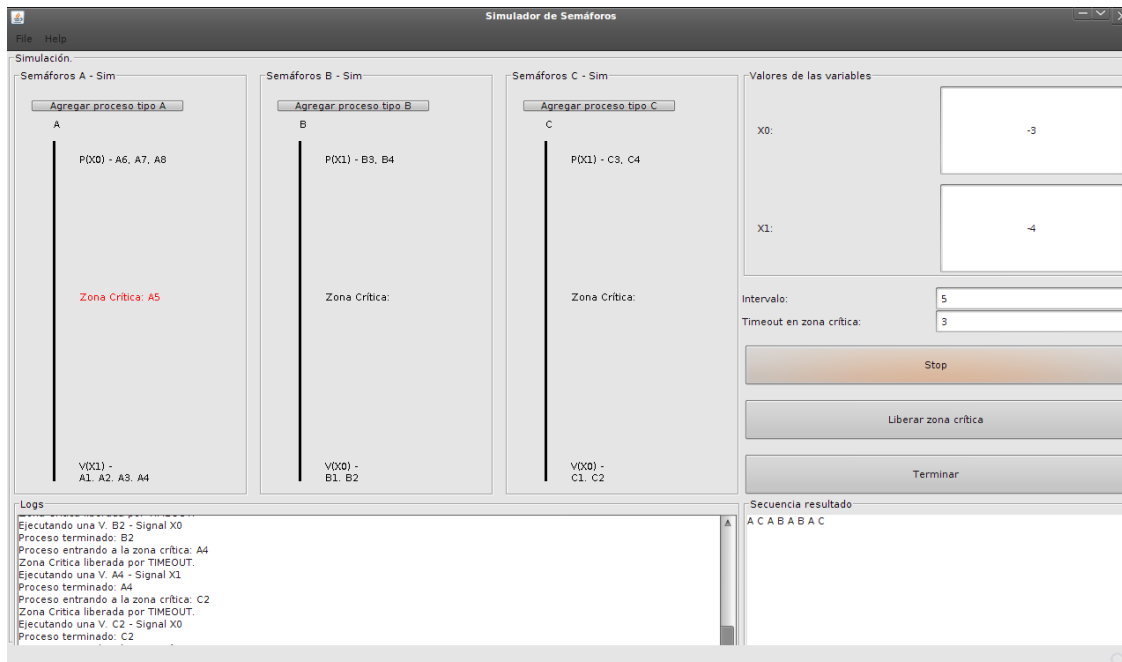 Simulador de Semáforos
File Help
Simulación.
Semáforos A - Sim
Agregar proceso tipo A
A
P(X0) - A6, A7, A8
Zona Crítica: A5
V(X1) -
A1. A2. A3. A4
Semáforos B - Sim
Agregar proceso tipo B
B
P(X1) - B3, B4
Zona Crítica:
V(X0) -
B1. B2
Semáforos C - Sim
Agregar proceso tipo C
C
P(X1) - C3, C4
Zona Crítica:
V(X0) -
C1. C2
Valores de las variables
X0: -3
X1: -4
Intervalo: 5
Timeout en zona crítica: 3
Stop
Liberar zona crítica
Terminar
Logs
Ejecutando una V. B2 - Signal X0
Proceso terminado: B2
Proceso entrando a la zona crítica: A4
Zona Critica liberada por TIMEOUT.
Ejecutando una V. A4 - Signal X1
Proceso terminado: A4
Proceso entrando a la zona crítica: C2
Zona Critica liberada por TIMEOUT.
Ejecutando una V. C2 - Signal X0
Proceso terminado: C2
Secuencia resultado
A C A B A B A C